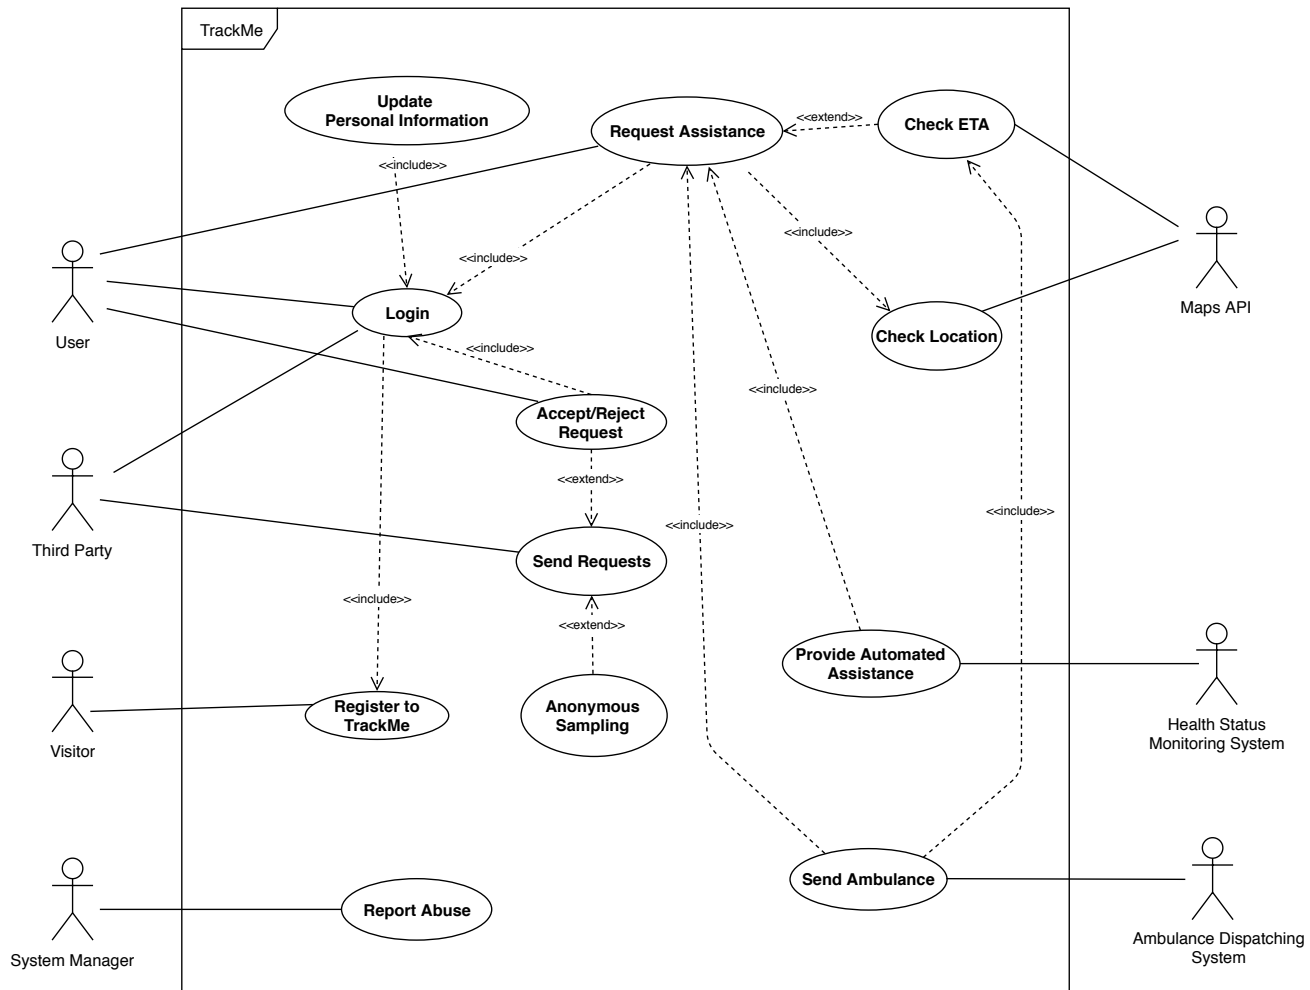 TrackMe
Update
Personal Information
Request Assistance
<<extend>>
Check ETA
<<include>>
<<include>>
<<include>>
User
Login
Check Location
Maps API
<<include>>
<<include>>
Accept/Reject
Request
<<extend>>
Third Party
<<include>>
<<include>>
Send Requests
<<include>>
<<extend>>
Visitor
Register to
TrackMe
Anonymous
Sampling
Provide Automated
Assistance
Health Status
Monitoring System
System Manager
Report Abuse
Send Ambulance
Ambulance Dispatching
System